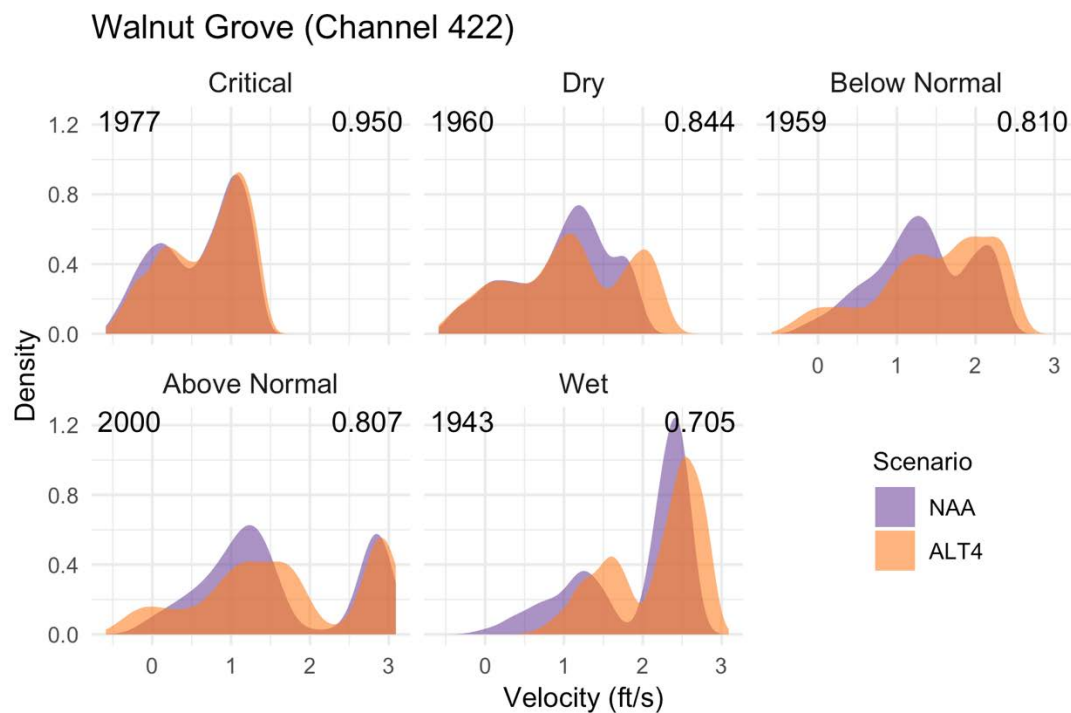 Walnut Grove (Channel 422)
Critical Dry Below Normal
1977 0.950 1960 0.844 1959 0.810
1.2
0.8
0.4
0.0
0 1 2 3
Density
Above Normal Wet
2000 0.807 1943 0.705
1.2
0.8
0.4
0.0
0 1 2 3 0 1 2 3
Velocity (ft/s)
Scenario
NAA
ALT4